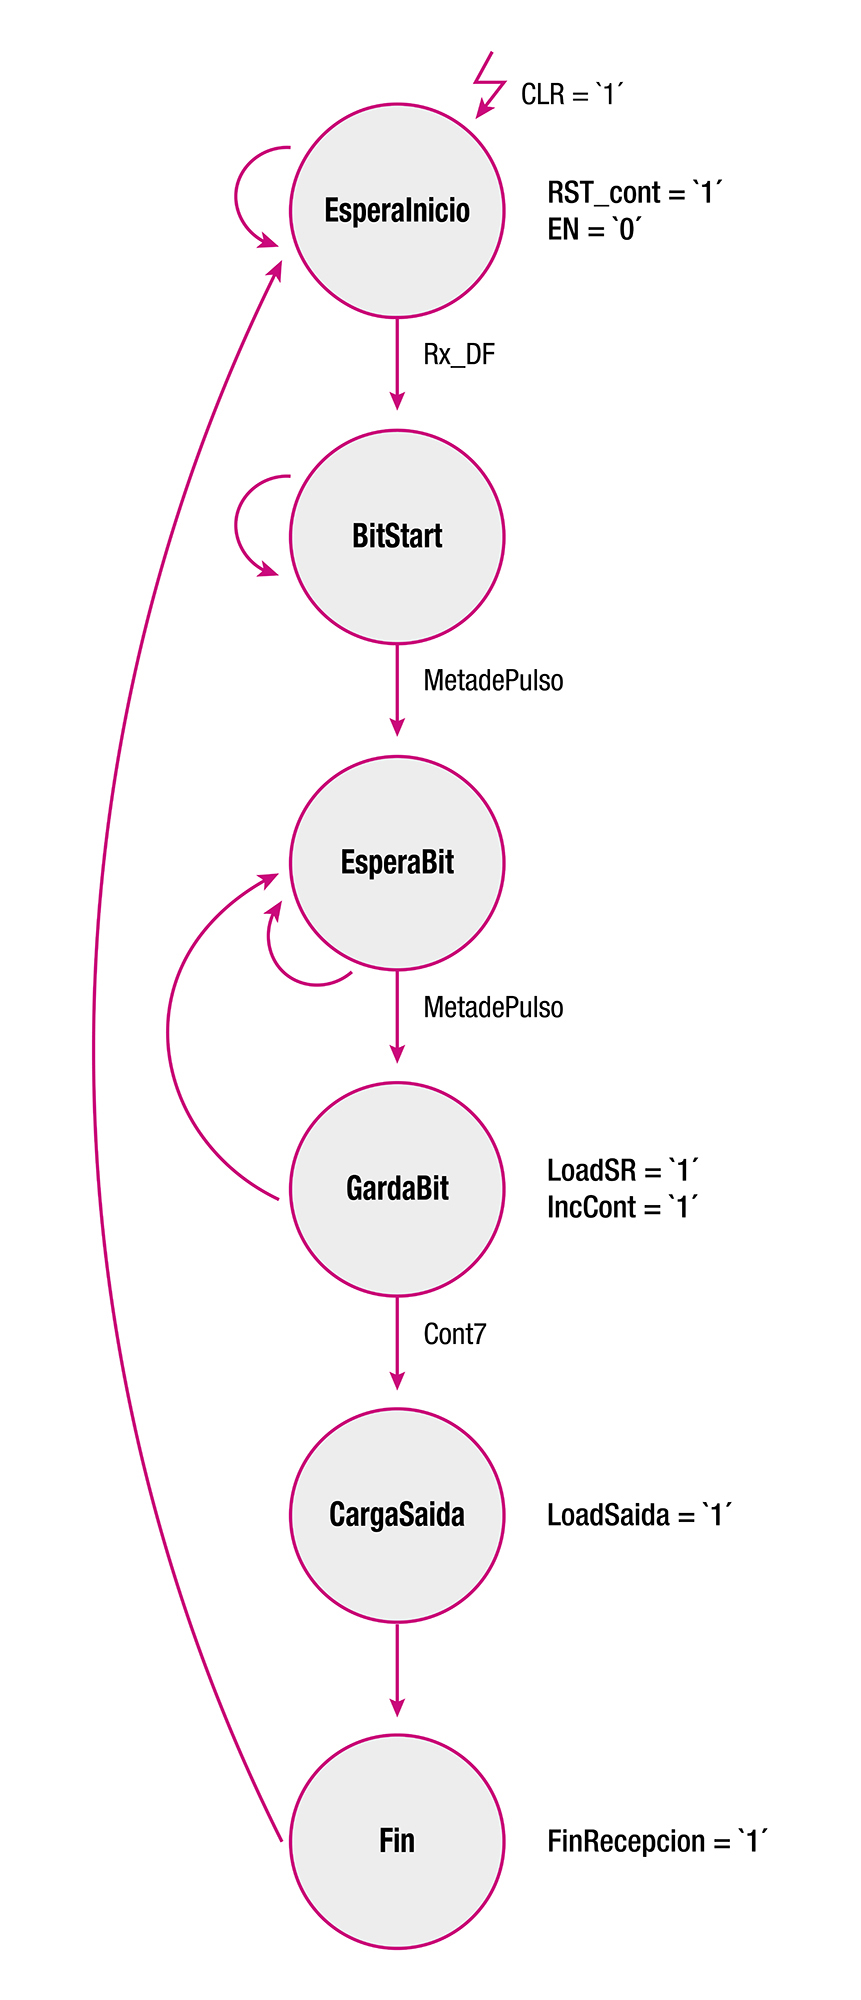 CLR = `1´
EsperaInicio
RST_cont = `1´
EN = `0´
Rx_DF
BitStart
MetadePulso
EsperaBit
MetadePulso
GardaBit
LoadSR = `1´
IncCont = `1´
Cont7
CargaSaida
LoadSaida = `1´
Fin
FinRecepcion = `1´